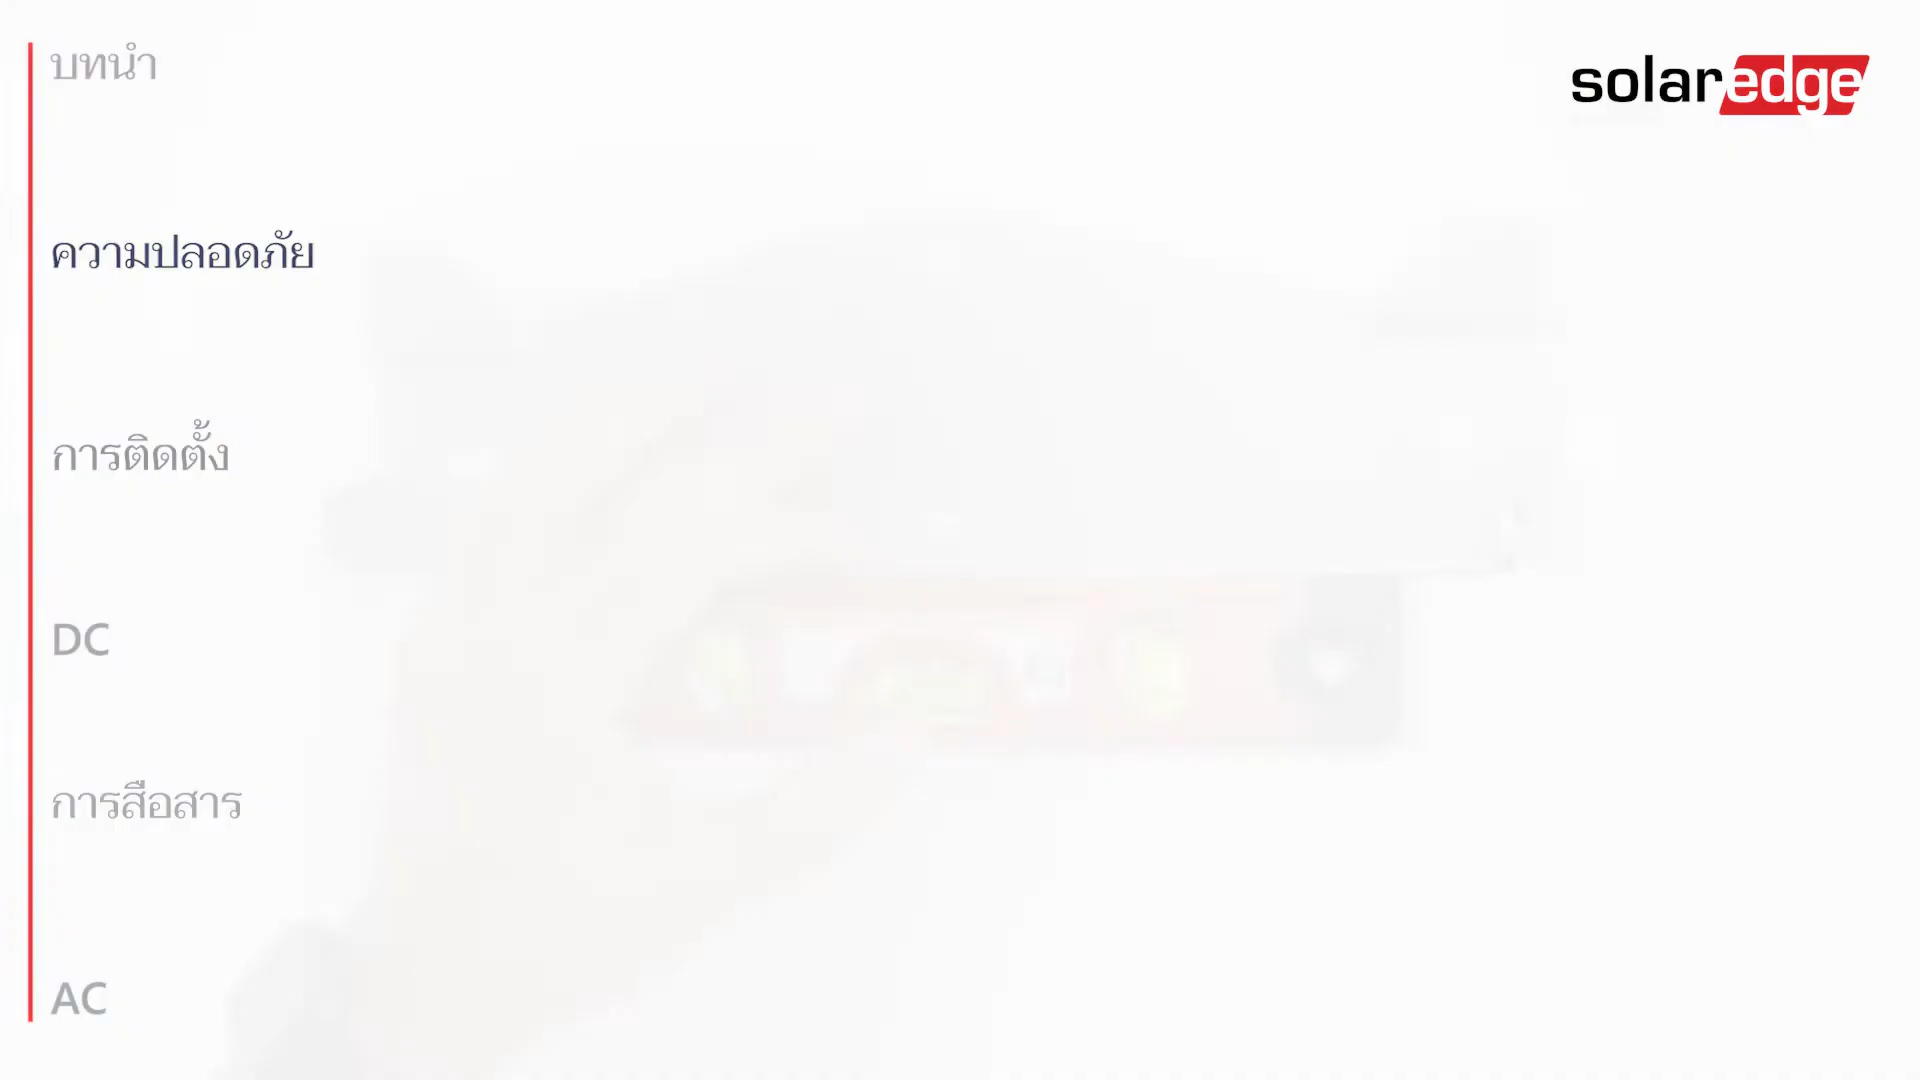 บทนำ
solaredge
ความปลอดภัย
การติดตั้ง
DC
การสื่อสาร
AC